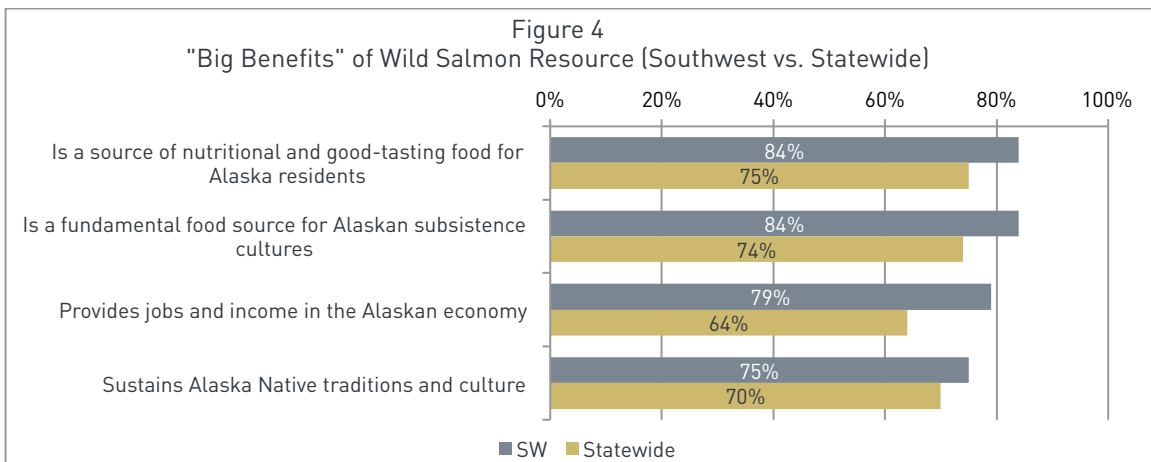 Figure 4
"Big Benefits" of Wild Salmon Resource (Southwest vs. Statewide)
0% 20% 40% 60% 80% 100%
Is a source of nutritional and good-tasting food for
Alaska residents
84%
75%
Is a fundamental food source for Alaskan subsistence
cultures
84%
74%
Provides jobs and income in the Alaskan economy
79%
64%
Sustains Alaska Native traditions and culture
75%
70%
SW Statewide